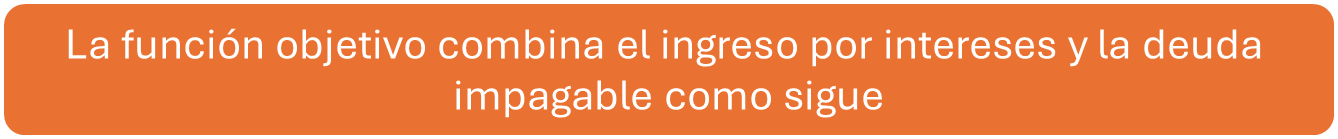 La función objetivo combina el ingreso por intereses y la deuda
impagable como sigue